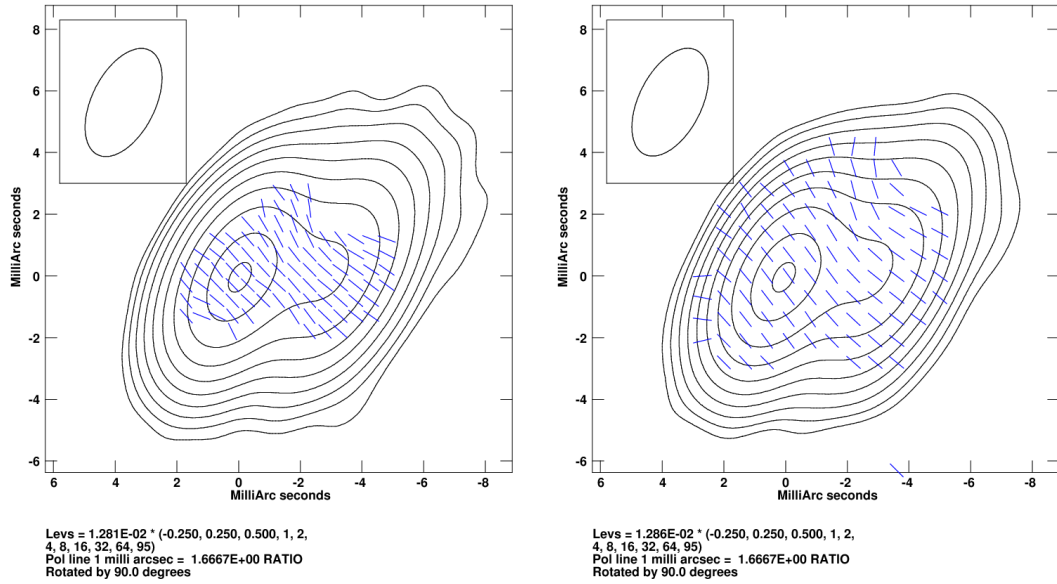 8
6
4
2
0
-2
-4
-6
MilliArc seconds
6 4 2 0 -2 -4 -6 -8
MilliArc seconds
Levs = 1.281E-02 * (-0.250, 0.250, 0.500, 1, 2,
4, 8, 16, 32, 64, 95)
Pol line 1 milli arcsec = 1.6667E+00 RATIO
Rotated by 90.0 degrees
8
6
4
2
0
-2
-4
-6
MilliArc seconds
6 4 2 0 -2 -4 -6 -8
MilliArc seconds
Levs = 1.286E-02 * (-0.250, 0.250, 0.500, 1, 2,
4, 8, 16, 32, 64, 95)
Pol line 1 milli arcsec = 1.6667E+00 RATIO
Rotated by 90.0 degrees